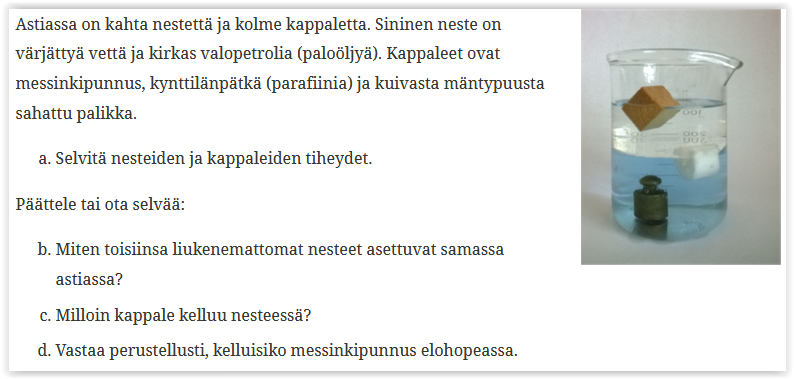 Astiassa on kahta nestettä ja kolme kappaletta. Sininen neste on
värjättyä vettä ja kirkas valopetrolia (paloöljyä). Kappaleet ovat
messinkipunnus, kynttilänpätkä (parafiinia) ja kuivasta mäntypuusta
sahattu palikka.
a. Selvitä nesteiden ja kappaleiden tiheydet.
Päättele tai ota selvää:
b. Miten toisiinsa liukenemattomat nesteet asettuvat samassa
astiassa?
c. Milloin kappale kelluu nesteessä?
d. Vastaa perustellusti, kelluisiko messinkipunnus elohopeassa.